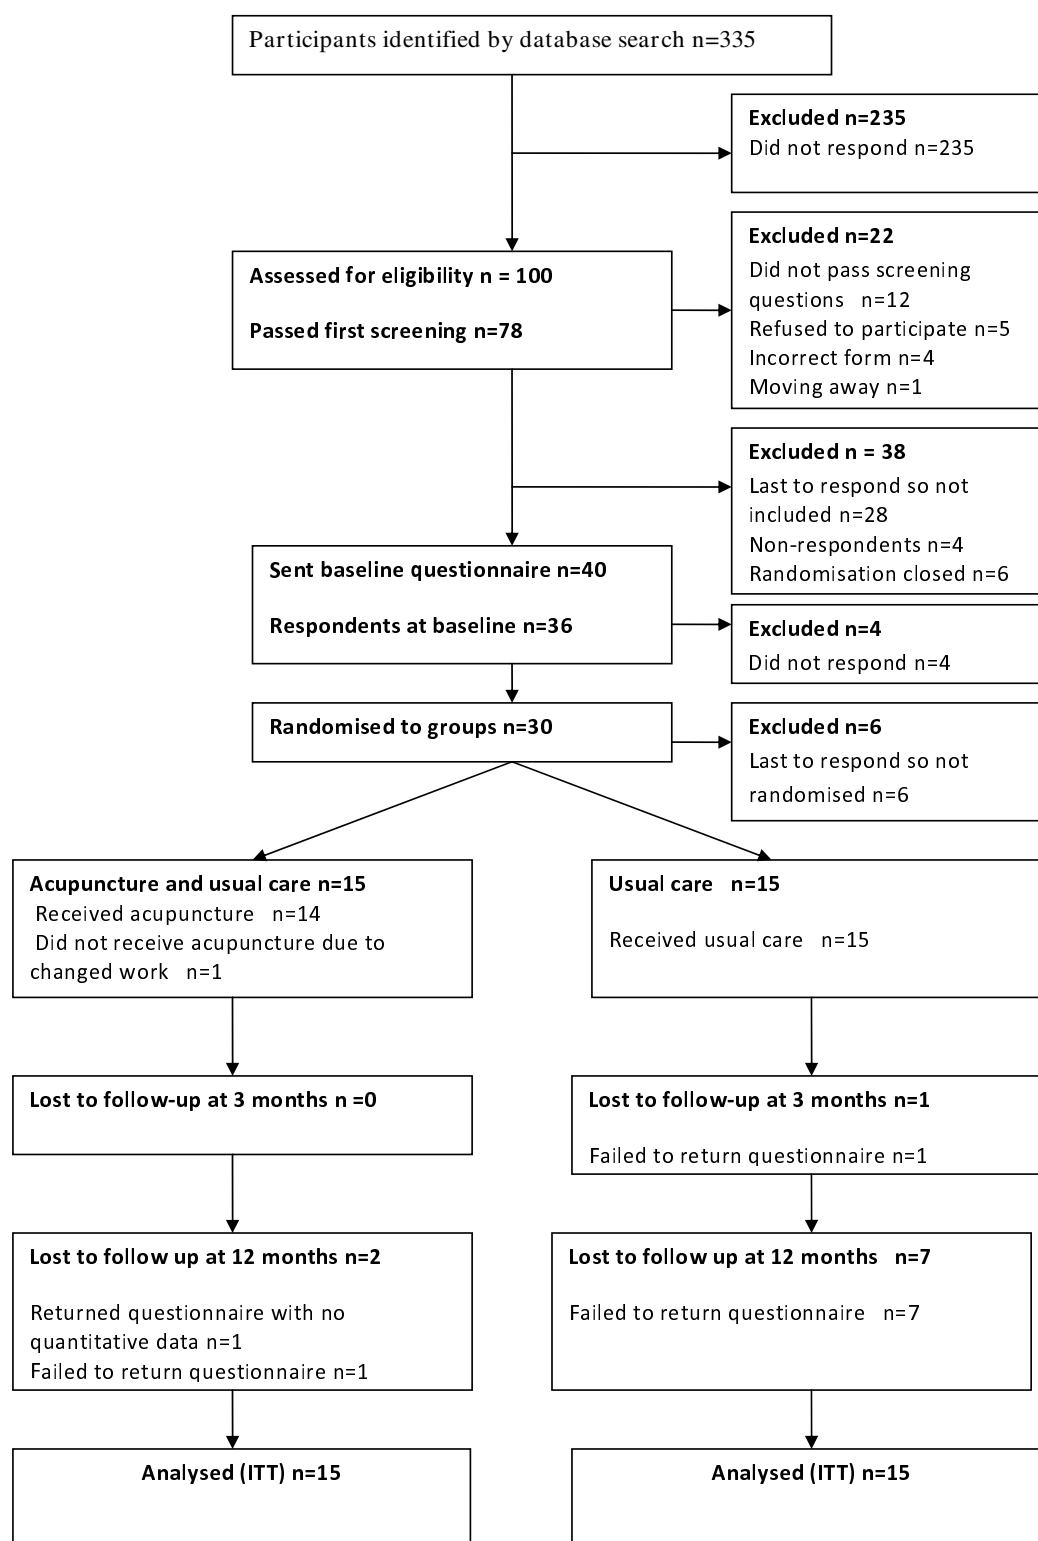 Participants identified by database search n=335
Excluded n=235
Did not respond n=235
Excluded n=22
Did not pass screening
questions n=12
Refused to participate n=5
Incorrect form n=4
Moving away n=1
Assessed for eligibility n = 100
Passed first screening n=78
Excluded n = 38
Last to respond so not
included n=28
Non-respondents n=4
Randomisation closed n=6
Sent baseline questionnaire n=40
Respondents at baseline n=36
Excluded n=4
Did not respond n=4
Randomised to groups n=30
Excluded n=6
Last to respond so not
randomised n=6
Acupuncture and usual care n=15
Received acupuncture n=14
Did not receive acupuncture due to
changed work n=1
Usual care n=15
Received usual care n=15
Lost to follow-up at 3 months n =0
Lost to follow-up at 3 months n=1
Failed to return questionnaire n=1
Lost to follow up at 12 months n=2
Returned questionnaire with no
quantitative data n=1
Failed to return questionnaire n=1
Lost to follow up at 12 months n=7
Failed to return questionnaire n=7
Analysed (ITT) n=15
Analysed (ITT) n=15